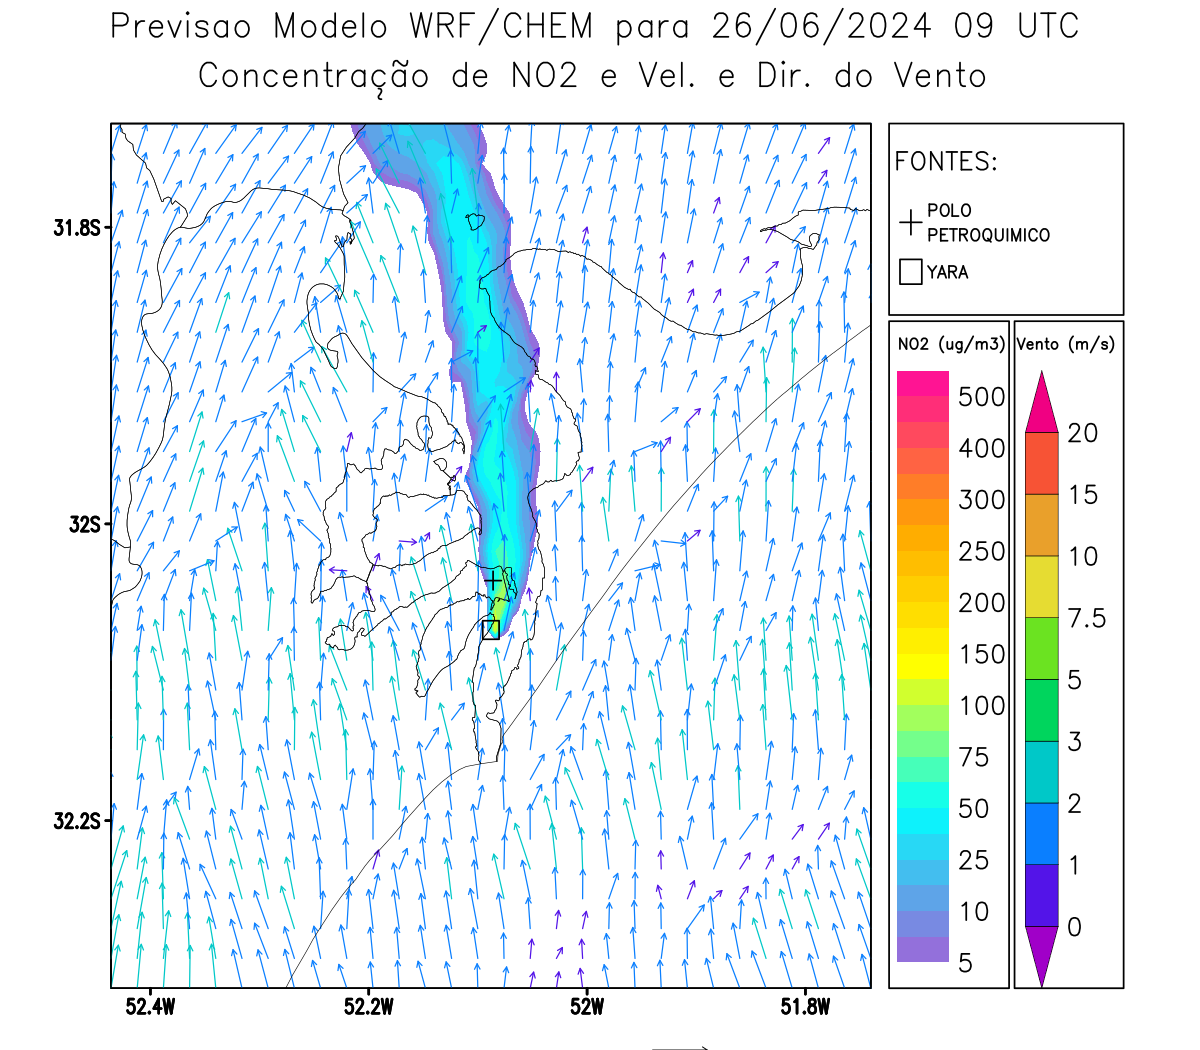 Previsao Modelo WRF/CHEM para 26/06/2024 09 UTC
Concentração de NO2 e Vel. e Dir. do Vento
FONTES:
POLO
PETROQUIMICO
YARA
NO2 (ug/m3)
500
400
300
250
200
150
100
75
50
25
10
5
Vento (m/s)
20
15
10
7.5
5
3
2
1
0
31.8S
32S
32.2S
52.4W
52.2W
52W
51.8W